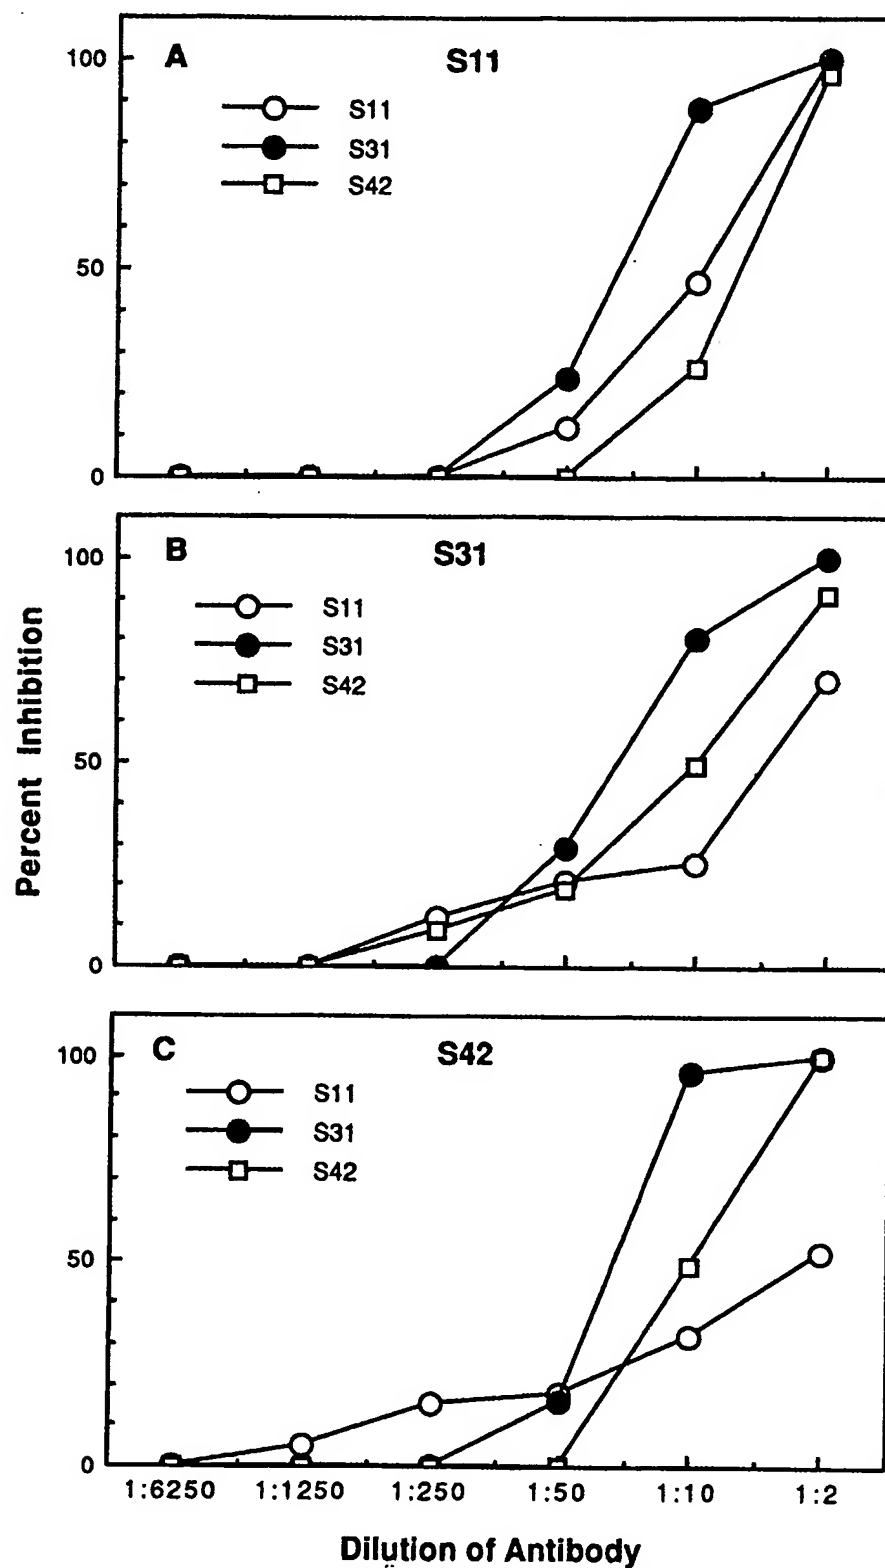 A S11
100
S11
S31
S42
50
0
B S31
100
S11
S31
S42
50
0
Percent Inhibition
C S42
100
S11
S31
S42
50
0
1:6250 1:1250 1:250 1:50 1:10 1:2
Dilution of Antibody